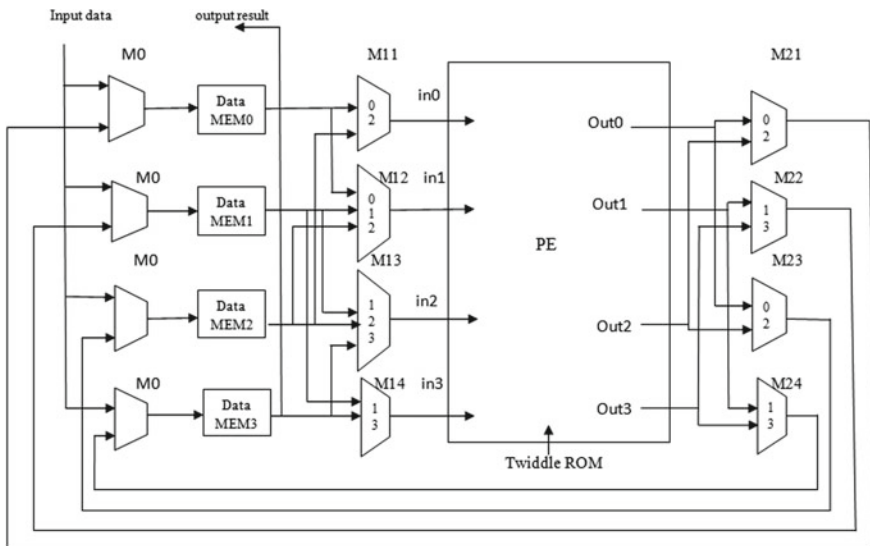 Input data
output result
M0
M11
M21
Data
MEM0
0
2
in0
Out0
0
2
M0
M12
in1
M22
Data
MEM1
0
1
2
Out1
1
3
PE
M0
M13
M23
Data
MEM2
1
2
3
in2
Out2
0
2
M0
M14
in3
M24
Data
MEM3
1
3
Out3
1
3
Twiddle ROM